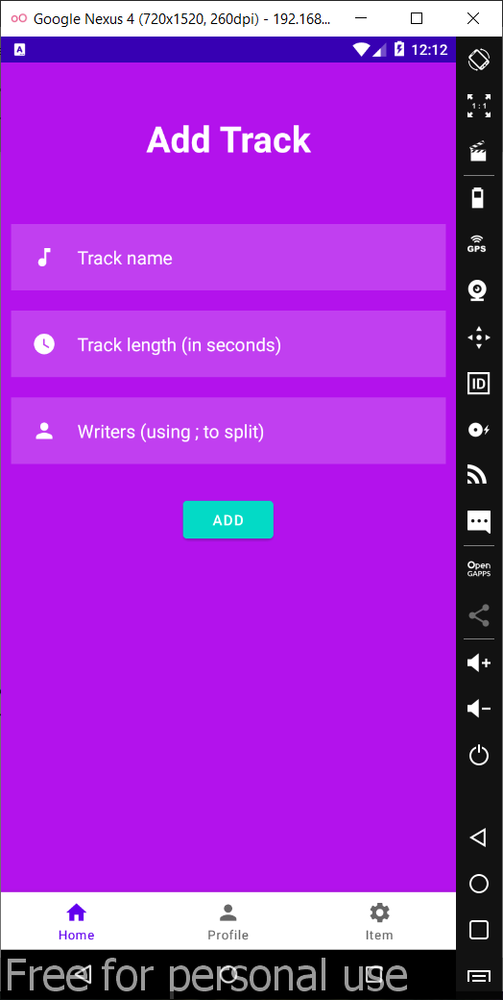 Google Nexus 4 (720x1520, 260dpi) - 192.168...
A
12:12
1 : 1
Add Track
GPS
Track name
Track length (in seconds)
ID
Writers (using ; to split)
ADD
Open
GAPPS
Home
Profile
Item
Free for personal use